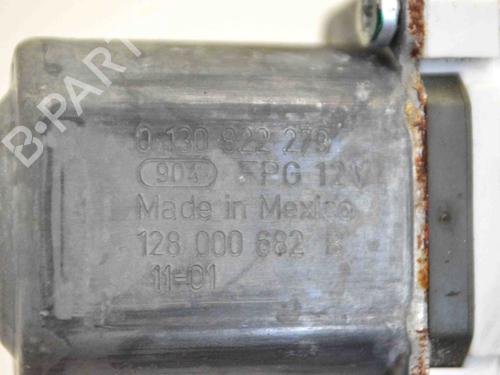 B-PARTS
0 130 822 279
904 FPG 12V
Made in Mexico
128 000 682
11=01